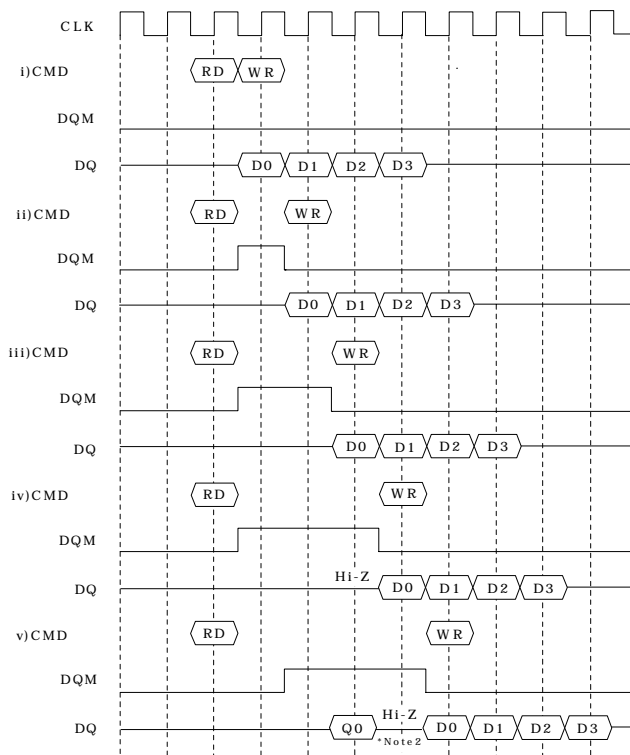 CLK
i)CMD RD WR
DQM
DQ D0 D1 D2 D3
ii)CMD RD WR
DQM
DQ D0 D1 D2 D3
iii)CMD RD WR
DQM
DQ D0 D1 D2 D3
iv)CMD RD WR
DQM
Hi-Z
DQ D0 D1 D2 D3
v)CMD RD WR
DQM
Hi-Z
DQ Q0 D0 D1 D2 D3
*Note2